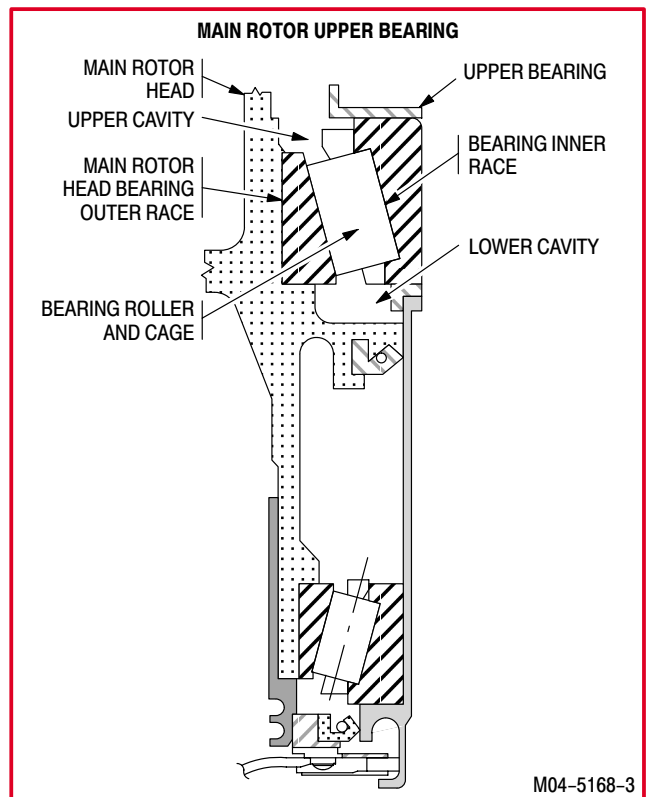 MAIN ROTOR UPPER BEARING
MAIN ROTOR
HEAD
UPPER CAVITY
MAIN ROTOR
HEAD BEARING
OUTER RACE
BEARING ROLLER
AND CAGE
UPPER BEARING
BEARING INNER
RACE
LOWER CAVITY
M04-5168-3